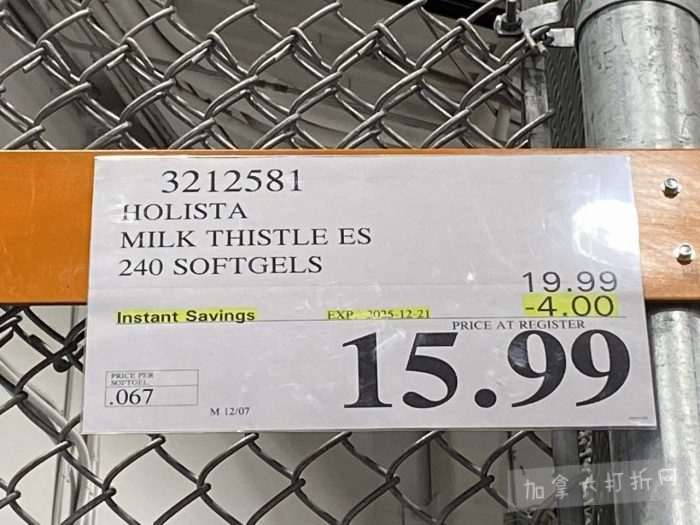 3212581
HOLISTA
MILK THISTLE ES
240 SOFTGELS
19.99
Instant Savings EXP. 2025-12-21 -4.00
PRICE AT REGISTER
15.99
PRICE PER
SOFTGEL
.067
M 12/07
加拿大打折网